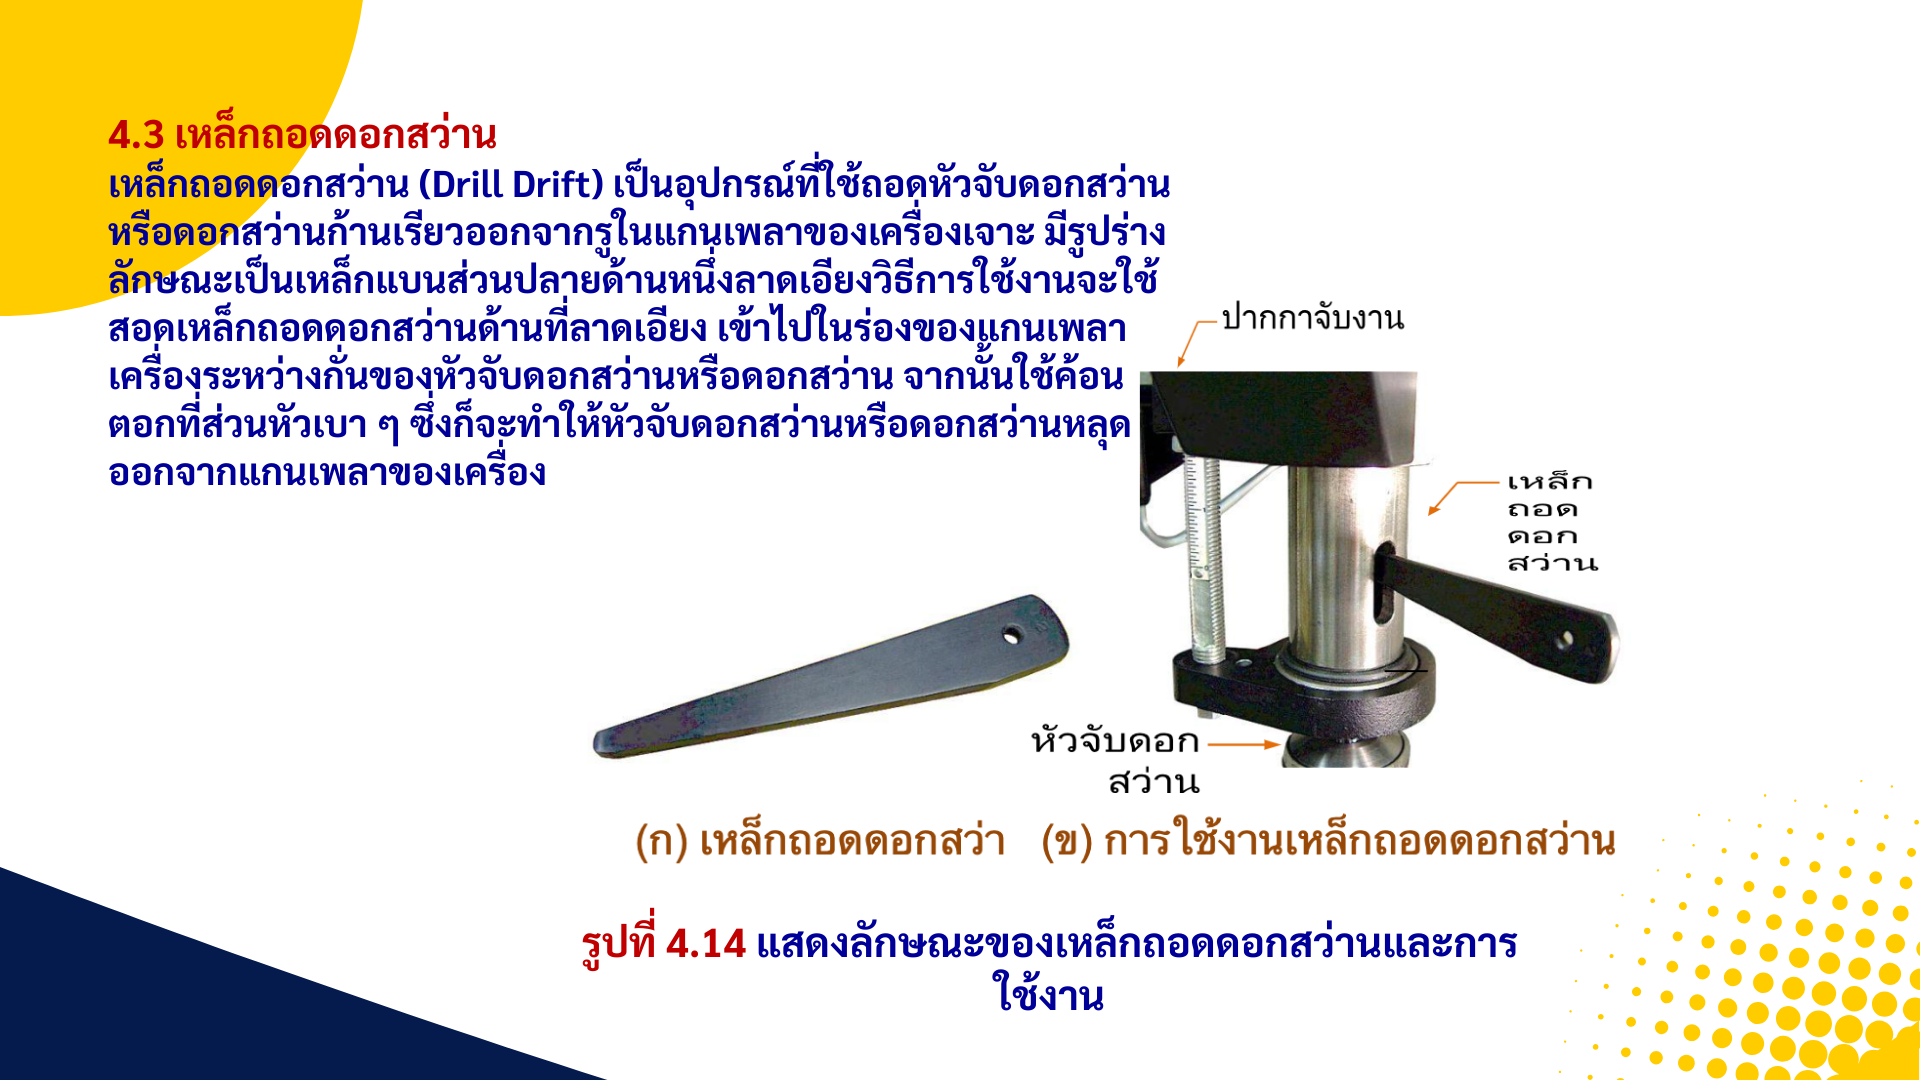 4.3 เหล็กถอดดอกสว่าน
เหล็กถอดดอกสว่าน (Drill Drift) เป็นอุปกรณ์ที่ใช้ถอดหัวจับดอกสว่าน
หรือดอกสว่านก้านเรียวออกจากรูในแกนเพลาของเครื่องเจาะ มีรูปร่าง
ลักษณะเป็นเหล็กแบนส่วนปลายด้านหนึ่งลาดเอียงวิธีการใช้งานจะใช้
สอดเหล็กถอดดอกสว่านด้านที่ลาดเอียง เข้าไปในร่องของแกนเพลา
เครื่องระหว่างกั่นของหัวจับดอกสว่านหรือดอกสว่าน จากนั้นใช้ค้อน
ตอกที่ส่วนหัวเบา ๆ ซึ่งก็จะทำให้หัวจับดอกสว่านหรือดอกสว่านหลุด
ออกจากแกนเพลาของเครื่อง
ปากกาจับงาน
เหล็ก
ถอด
ดอก
สว่าน
หัวจับดอก
สว่าน
(ก) เหล็กถอดดอกสว่า (ข) การใช้งานเหล็กถอดดอกสว่าน
รูปที่ 4.14 แสดงลักษณะของเหล็กถอดดอกสว่านและการ
ใช้งาน